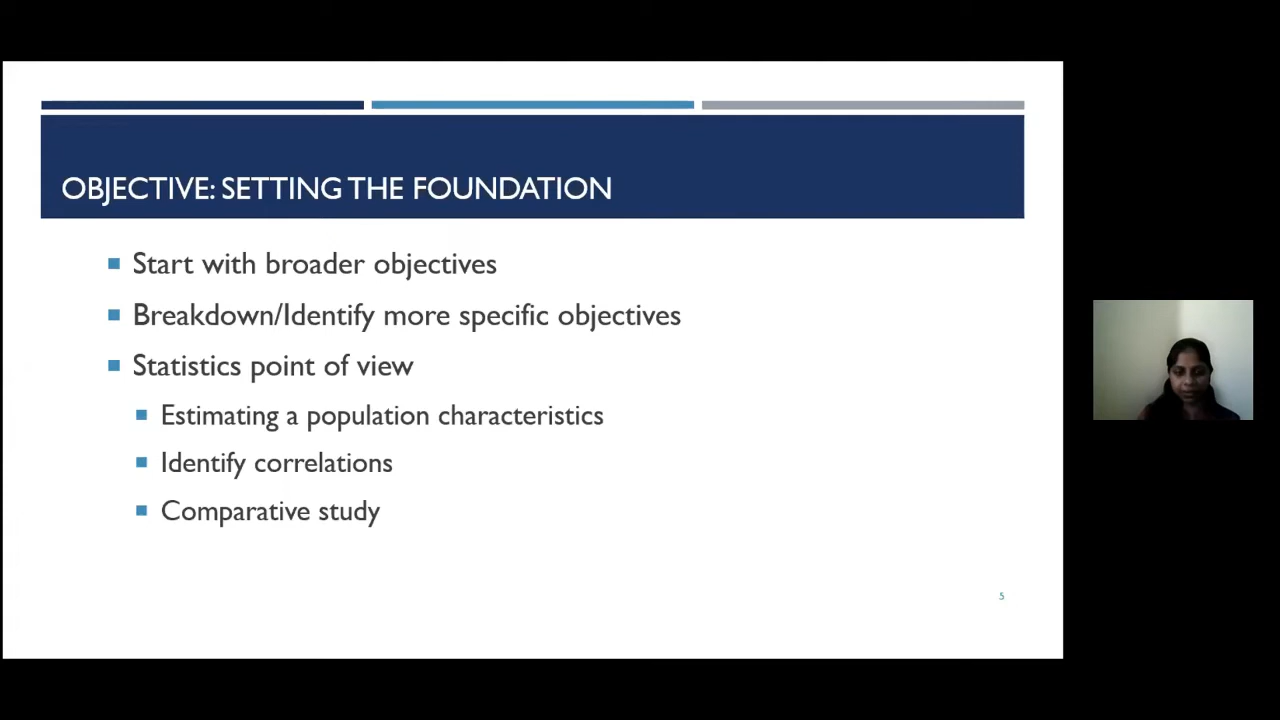 OBJECTIVE: SETTING THE FOUNDATION
Start with broader objectives
Breakdown/Identify more specific objectives
Statistics point of view
Estimating a population characteristics
Identify correlations
Comparative study
5